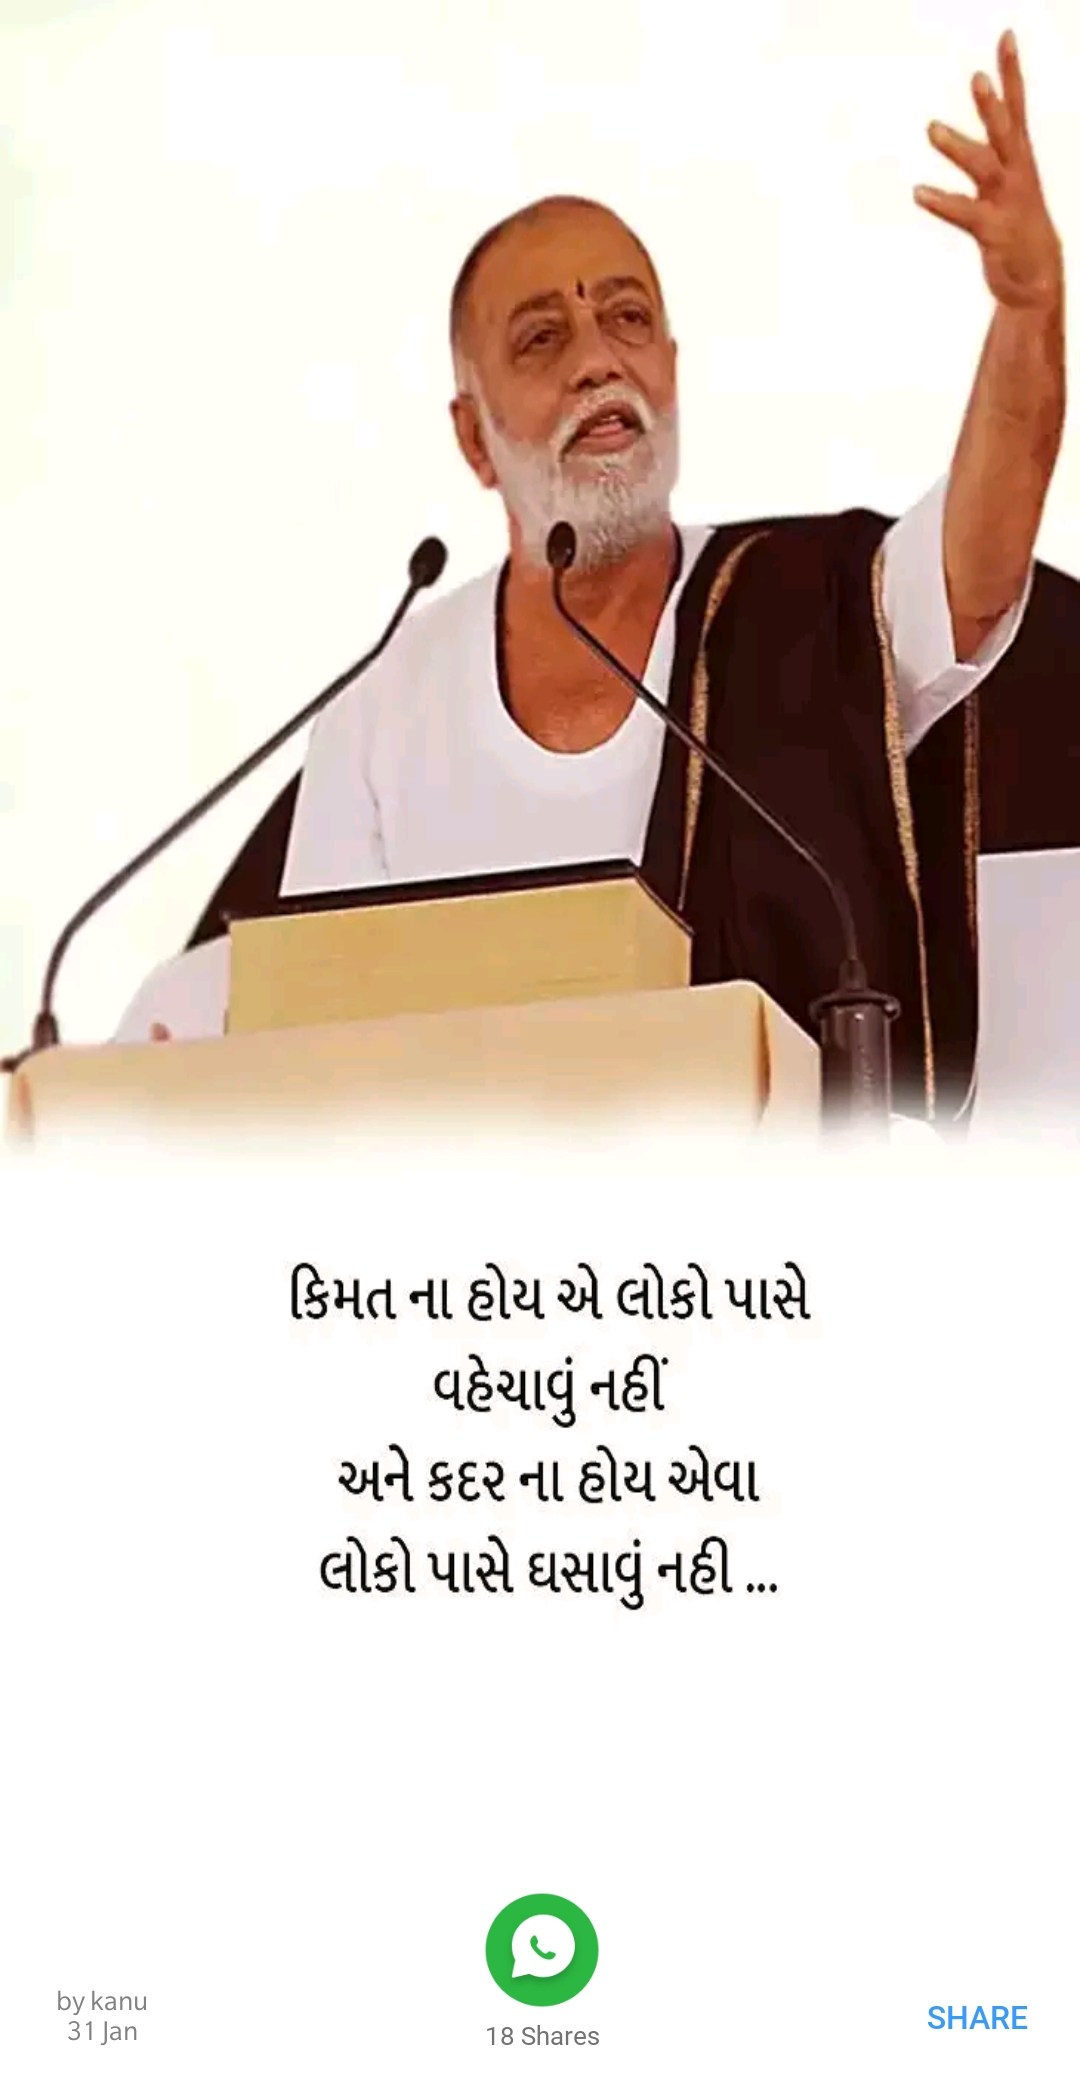 કિંમત ના હોય એ લોકો પાસે
વહેચાવું નહીં
અને કદર ના હોય એવા
લોકો પાસે ઘસાવું નહી ...
by kanu
31 Jan
18 Shares
SHARE